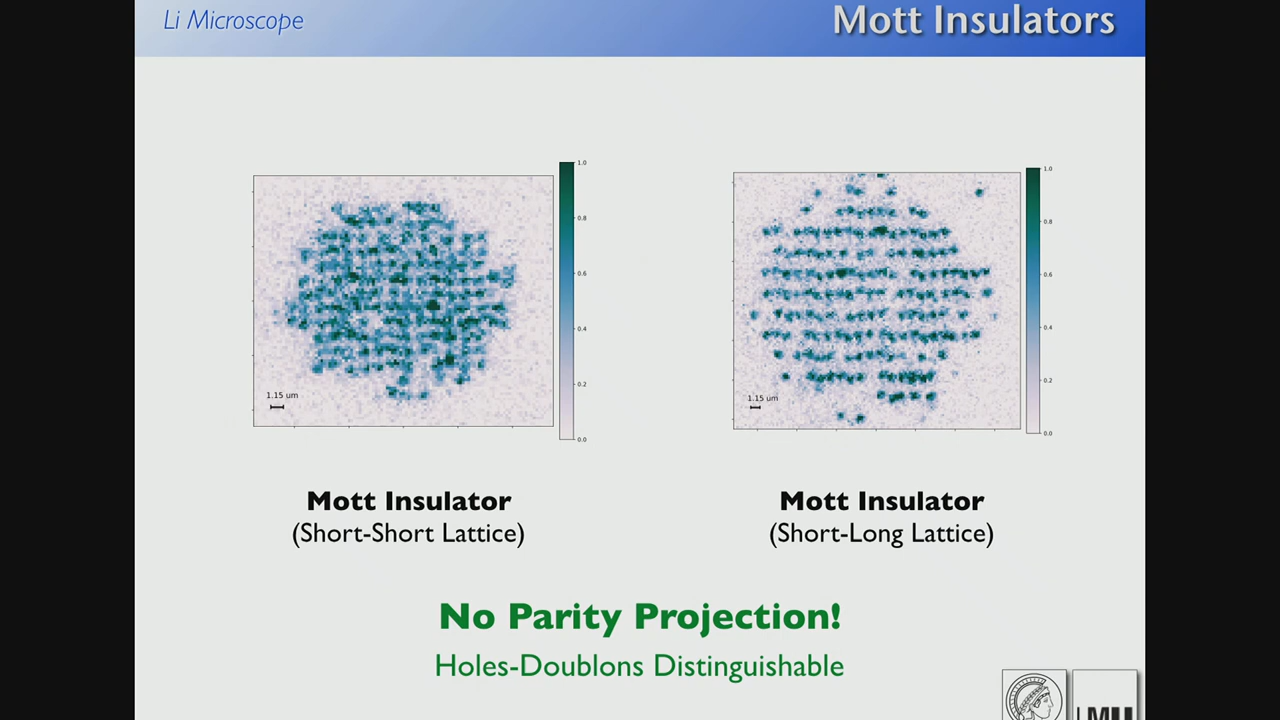 Li Microscope
Mott Insulators
1.0
0.8
0.6
0.4
0.2
0.0
1.15 um
1.0
0.8
0.6
0.4
0.2
0.0
1.15 um
Mott Insulator
(Short-Short Lattice)
Mott Insulator
(Short-Long Lattice)
No Parity Projection!
Holes-Doublons Distinguishable
LMU